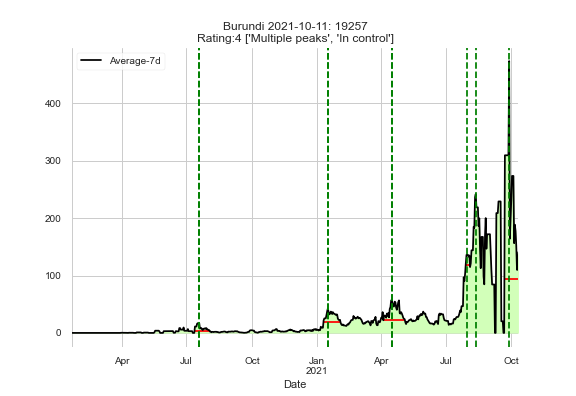 Burundi 2021-10-11: 19257
Rating:4 ['Multiple peaks', 'In control']
Average-7d
400
300
200
100
0
Apr
Jul
Oct
Jan
2021
Apr
Jul
Oct
Date